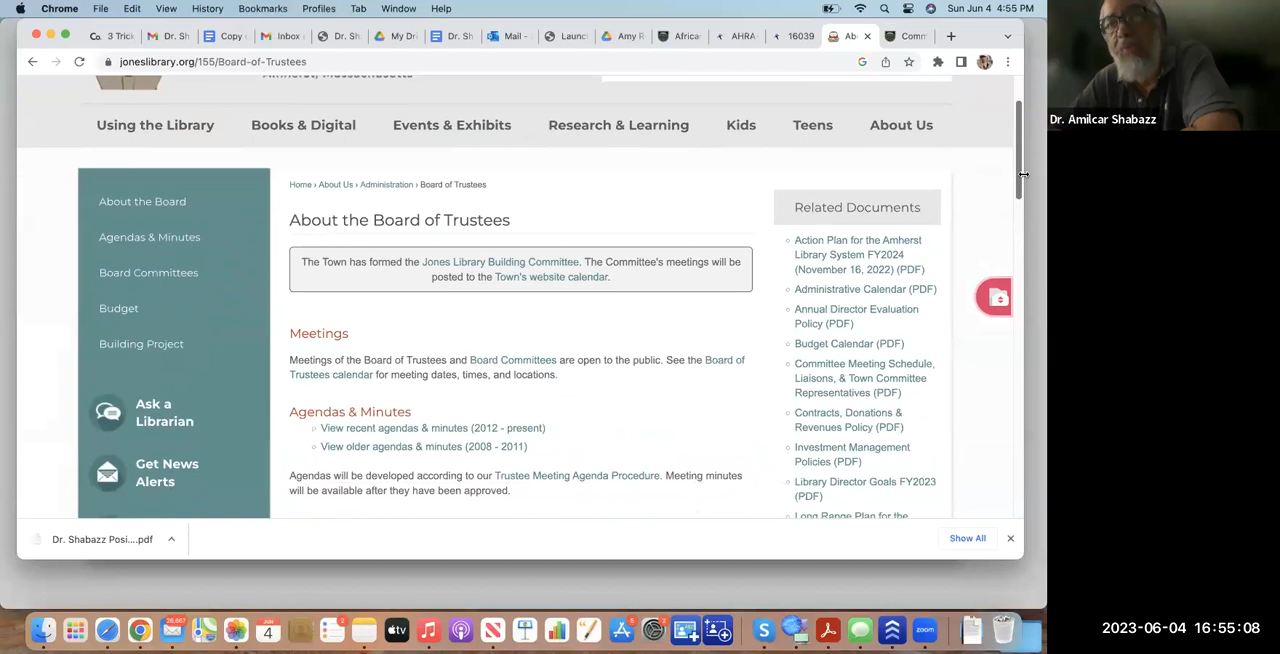 Chrome File Edit View History Bookmarks Profiles Tab Window Help Sun Jun 4 4:55 PM
Co. 3 Trick M Dr. Sh Copy Inbox Dr. Sh My Dri Dr. Sh Mail - Launc Amy R Africa AHRA- 16039 Ab Comm
joneslibrary.org/155/Board-of-Trustees
Amherst, Massachusetts
Using the Library Books & Digital Events & Exhibits Research & Learning Kids Teens About Us
About the Board
Agendas & Minutes
Board Committees
Budget
Building Project
Ask a
Librarian
Get News
Alerts
Home › About Us › Administration › Board of Trustees
About the Board of Trustees
The Town has formed the Jones Library Building Committee. The Committee's meetings will be
posted to the Town's website calendar.
Meetings
Meetings of the Board of Trustees and Board Committees are open to the public. See the Board of
Trustees calendar for meeting dates, times, and locations.
Agendas & Minutes
View recent agendas & minutes (2012 - present)
View older agendas & minutes (2008 - 2011)
Agendas will be developed according to our Trustee Meeting Agenda Procedure. Meeting minutes
will be available after they have been approved.
Related Documents
Action Plan for the Amherst
Library System FY2024
(November 16, 2022) (PDF)
Administrative Calendar (PDF)
Annual Director Evaluation
Policy (PDF)
Budget Calendar (PDF)
Committee Meeting Schedule,
Liaisons, & Town Committee
Representatives (PDF)
Contracts, Donations &
Revenues Policy (PDF)
Investment Management
Policies (PDF)
Library Director Goals FY2023
(PDF)
Long Range Plan for the
Dr. Shabazz Posi....pdf
Show All
Dr. Amilcar Shabazz
JUN
4
tv
zoom
2023-06-04 16:55:08